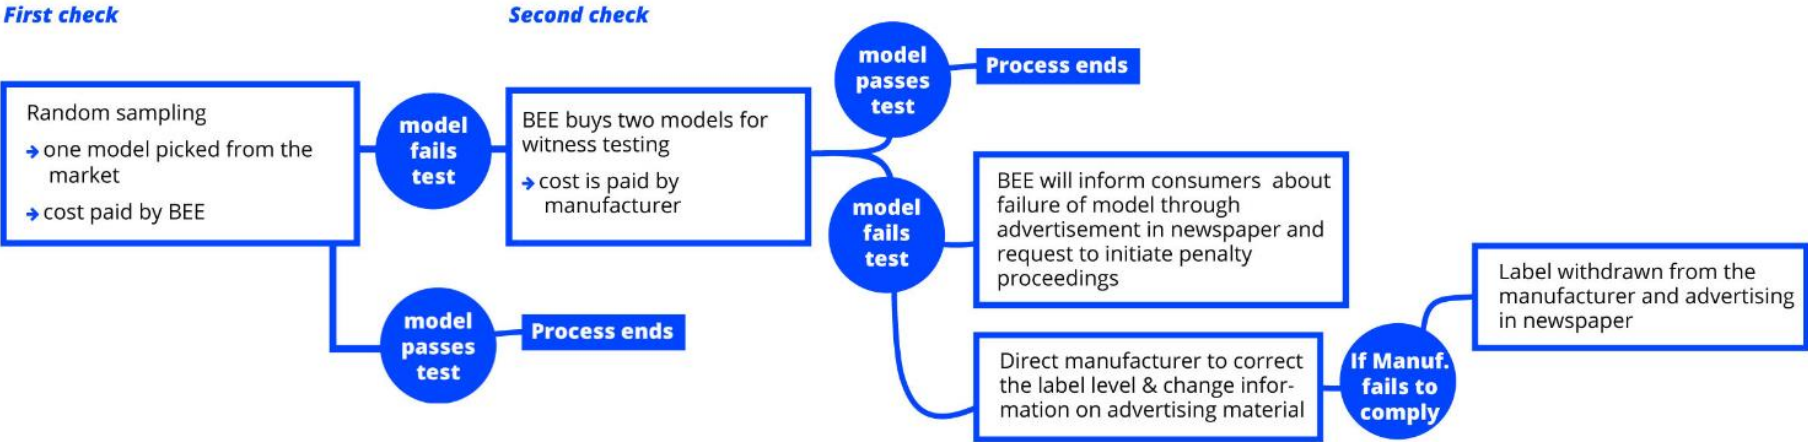 First check
Random sampling
→ one model picked from the
market
→ cost paid by BEE
model
fails
test
model
passes
test
Process ends
Second check
BEE buys two models for
witness testing
→ cost is paid by
manufacturer
model
passes
test
Process ends
model
fails
test
BEE will inform consumers about
failure of model through
advertisement in newspaper and
request to initiate penalty
proceedings
Direct manufacturer to correct
the label level & change infor-
mation on advertising material
If Manuf.
fails to
comply
Label withdrawn from the
manufacturer and advertising
in newspaper